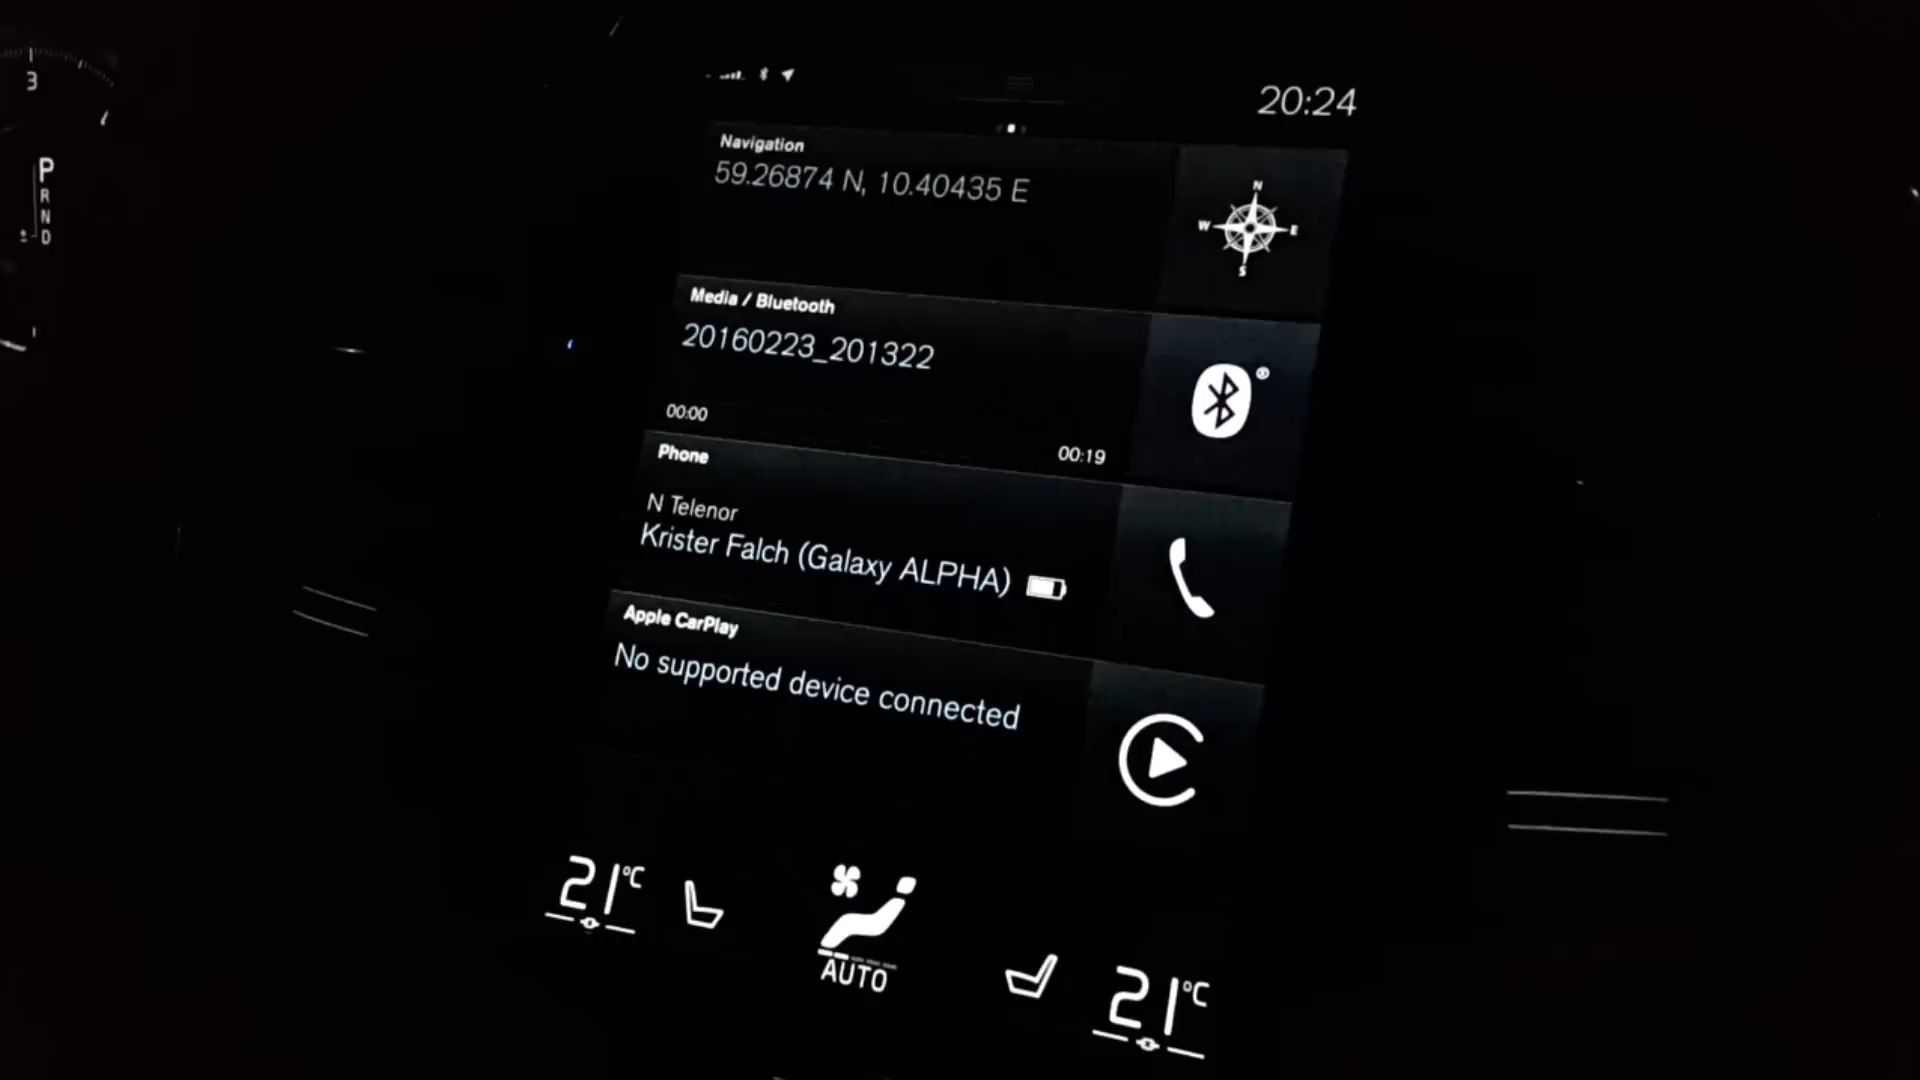 3
P
R
N
D
20:24
Navigation
59.26874 N, 10.40435 E
N
W E
S
Media / Bluetooth
20160223_201322
00:00
00:19
Phone
N Telenor
Krister Falch (Galaxy ALPHA)
Apple CarPlay
No supported device connected
21°C
AUTO
21°C